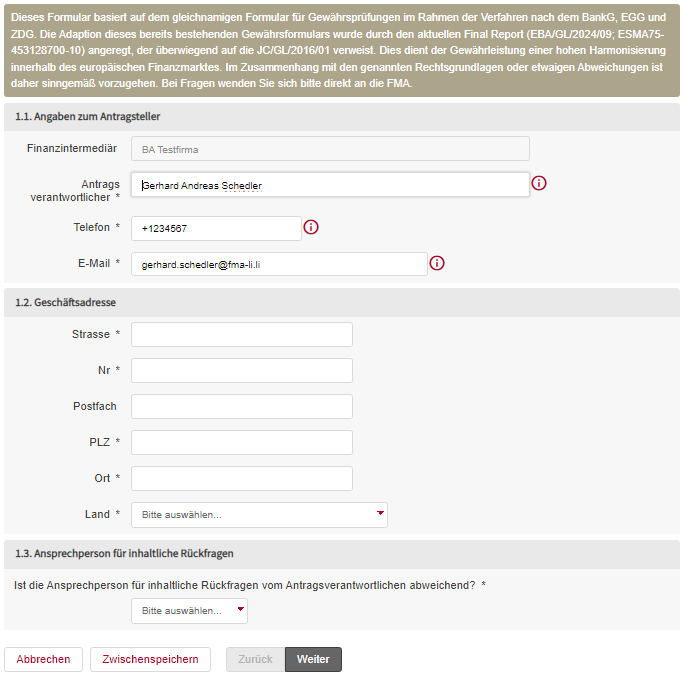 Dieses Formular basiert auf dem gleichnamigen Formular für Gewährsprüfungen im Rahmen der Verfahren nach dem BankG, EGG und
ZDG. Die Adaption dieses bereits bestehenden Gewährsformulars wurde durch den aktuellen Final Report (EBA/GL/2024/09; ESMA75-
453128700-10) angeregt, der überwiegend auf die JC/GL/2016/01 verweist. Dies dient der Gewährleistung einer hohen Harmonisierung
innerhalb des europäischen Finanzmarktes. Im Zusammenhang mit den genannten Rechtsgrundlagen oder etwaigen Abweichungen ist
daher sinngemäß vorzugehen. Bei Fragen wenden Sie sich bitte direkt an die FMA.
1.1. Angaben zum Antragsteller
Finanzintermediär BA Testfirma
Antrags
verantwortlicher * Gerhard Andreas Schedler
Telefon * +1234567
E-Mail * gerhard.schedler@fma-li.li
1.2. Geschäftsadresse
Strasse *
Nr *
Postfach
PLZ *
Ort *
Land * Bitte auswählen...
1.3. Ansprechperson für inhaltliche Rückfragen
Ist die Ansprechperson für inhaltliche Rückfragen vom Antragsverantwortlichen abweichend? *
Bitte auswählen...
Abbrechen Zwischenspeichern Zurück Weiter